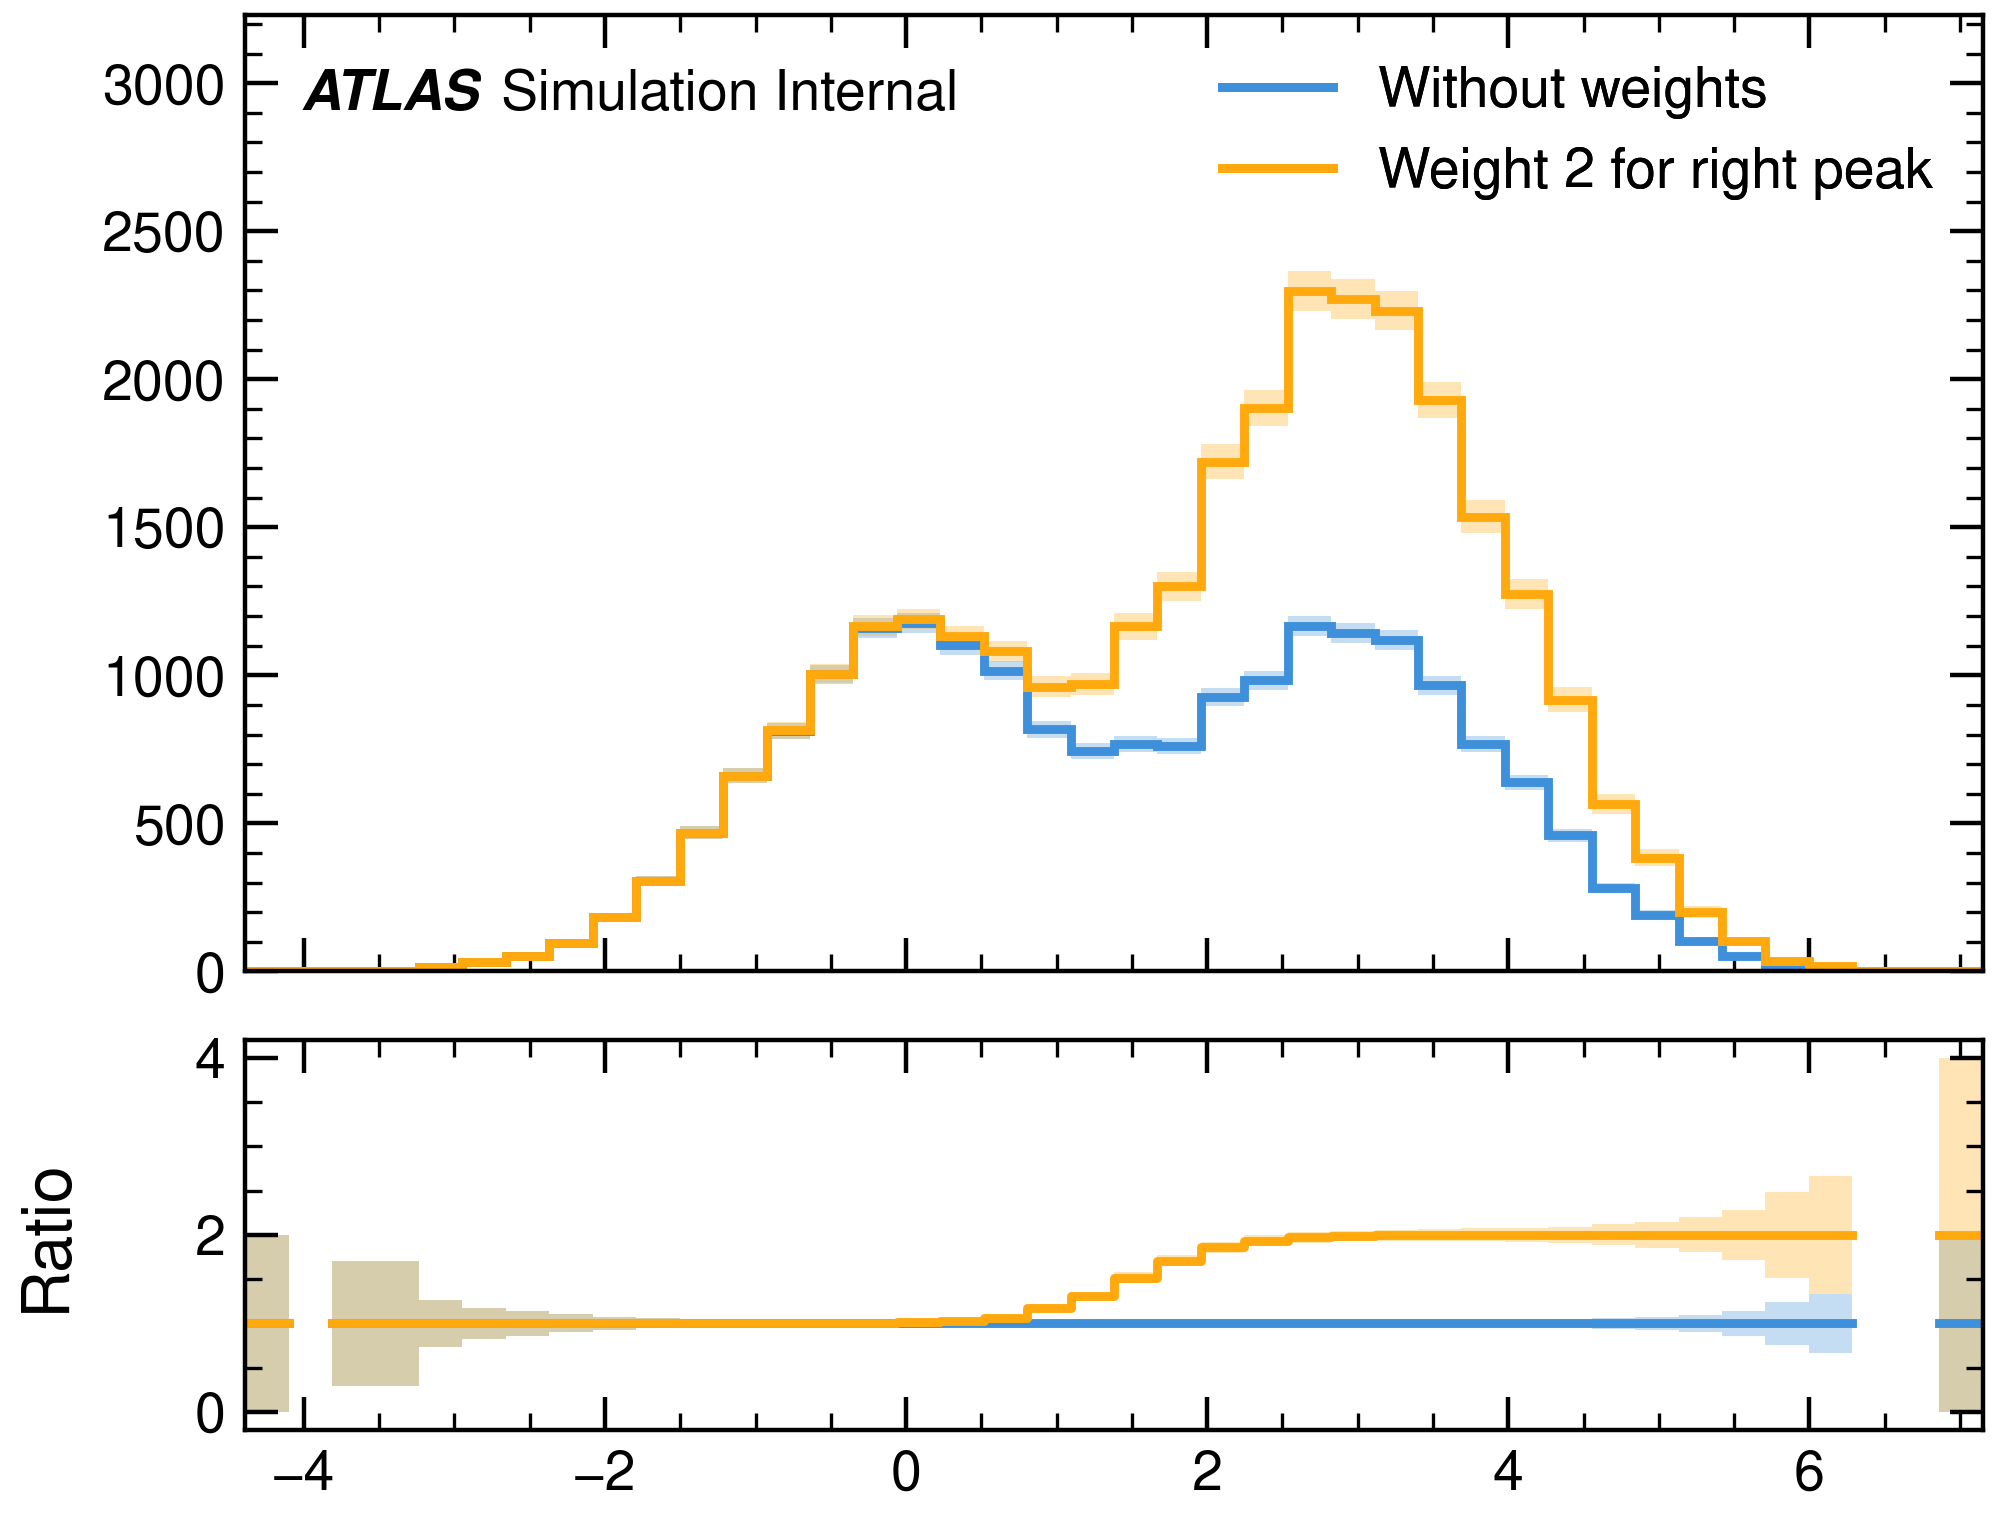 ATLAS Simulation Internal
Without weights
Weight 2 for right peak
3000
2500
2000
1500
1000
500
0
Ratio
4
2
0
−4 −2 0 2 4 6